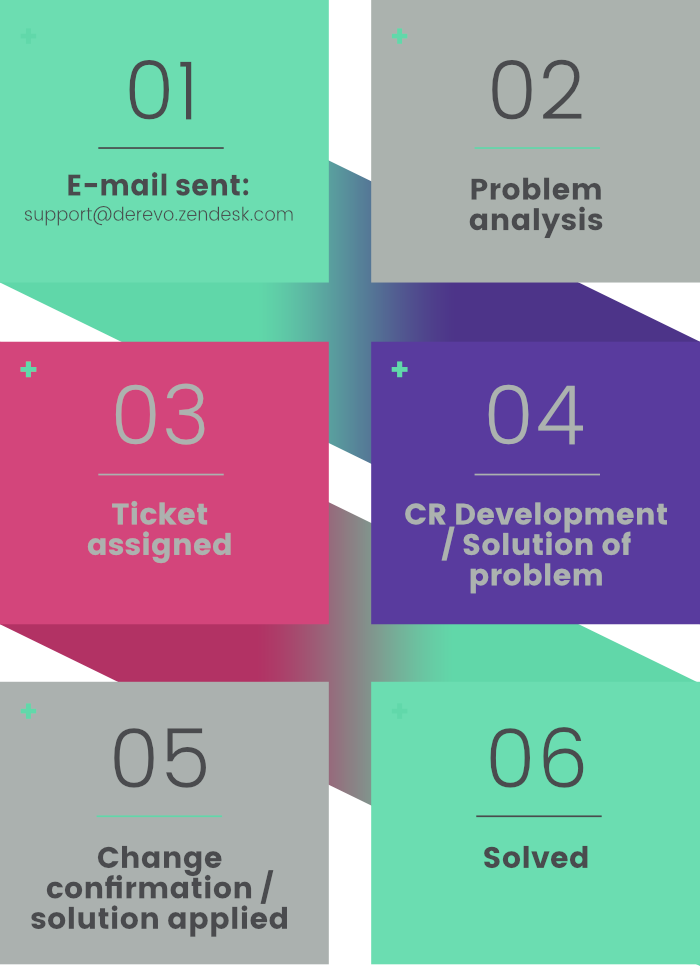 01
E-mail sent:
support@derevo.zendesk.com
02
Problem
analysis
03
Ticket
assigned
04
CR Development
/ Solution of
problem
05
Change
confirmation /
solution applied
06
Solved